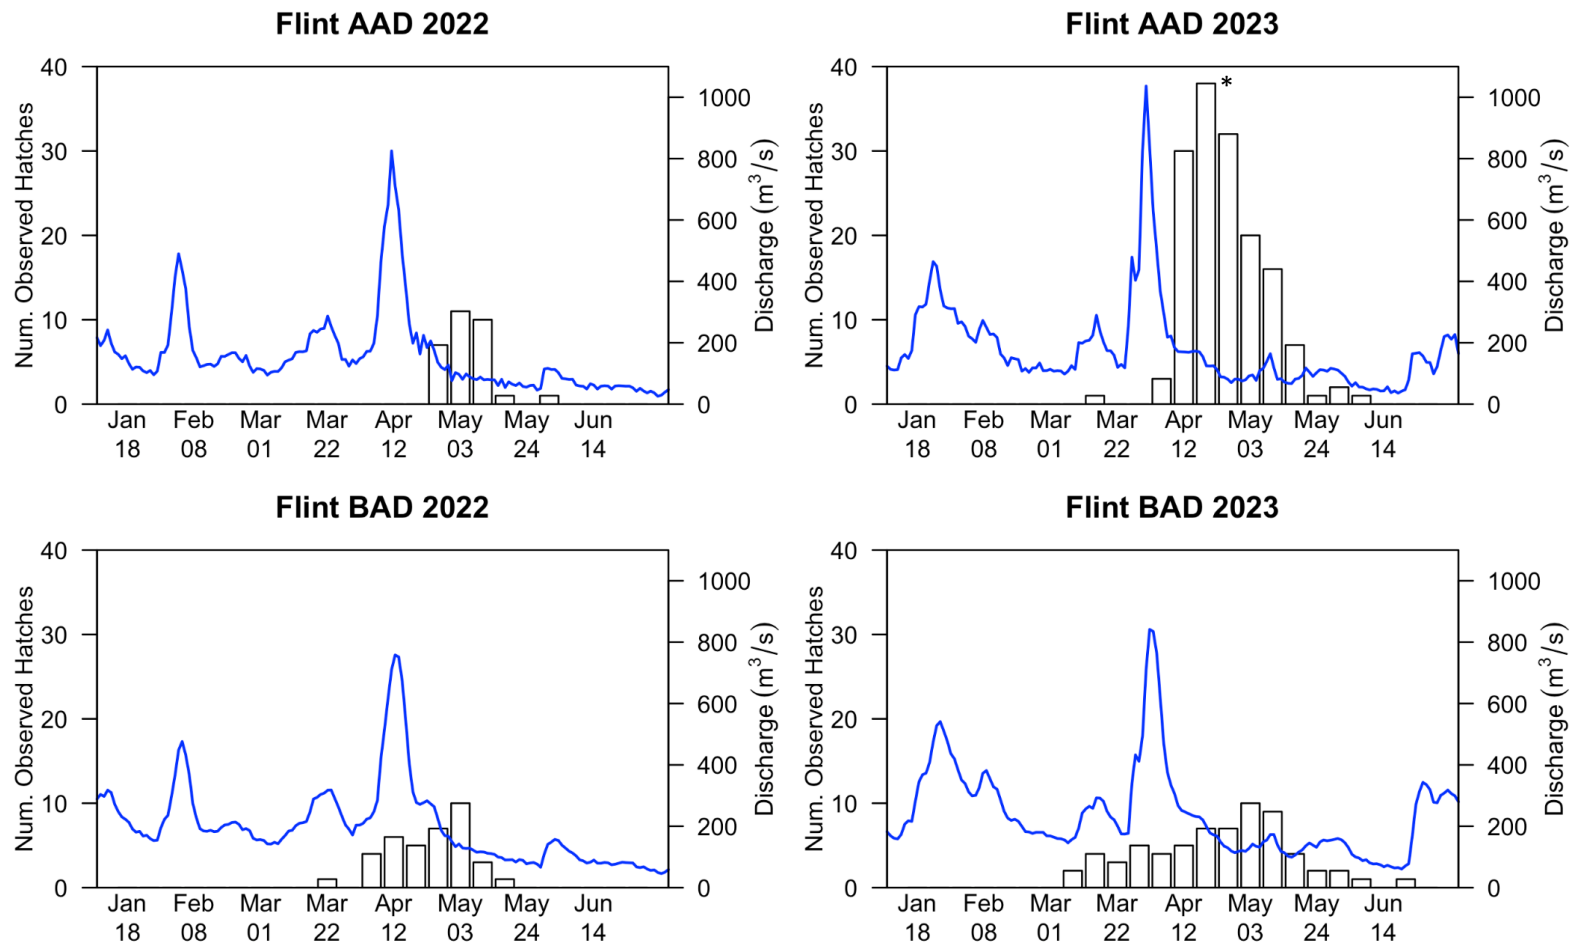 Flint AAD 2022
Num. Observed Hatches
40
30
20
10
0
1000
800
600
400
200
0
Discharge (m³/s)
Jan Feb Mar Mar Apr May May Jun
18 08 01 22 12 03 24 14
Flint AAD 2023
Num. Observed Hatches
40
30
20
10
0
*
1000
800
600
400
200
0
Discharge (m³/s)
Jan Feb Mar Mar Apr May May Jun
18 08 01 22 12 03 24 14
Flint BAD 2022
Num. Observed Hatches
40
30
20
10
0
1000
800
600
400
200
0
Discharge (m³/s)
Jan Feb Mar Mar Apr May May Jun
18 08 01 22 12 03 24 14
Flint BAD 2023
Num. Observed Hatches
40
30
20
10
0
1000
800
600
400
200
0
Discharge (m³/s)
Jan Feb Mar Mar Apr May May Jun
18 08 01 22 12 03 24 14